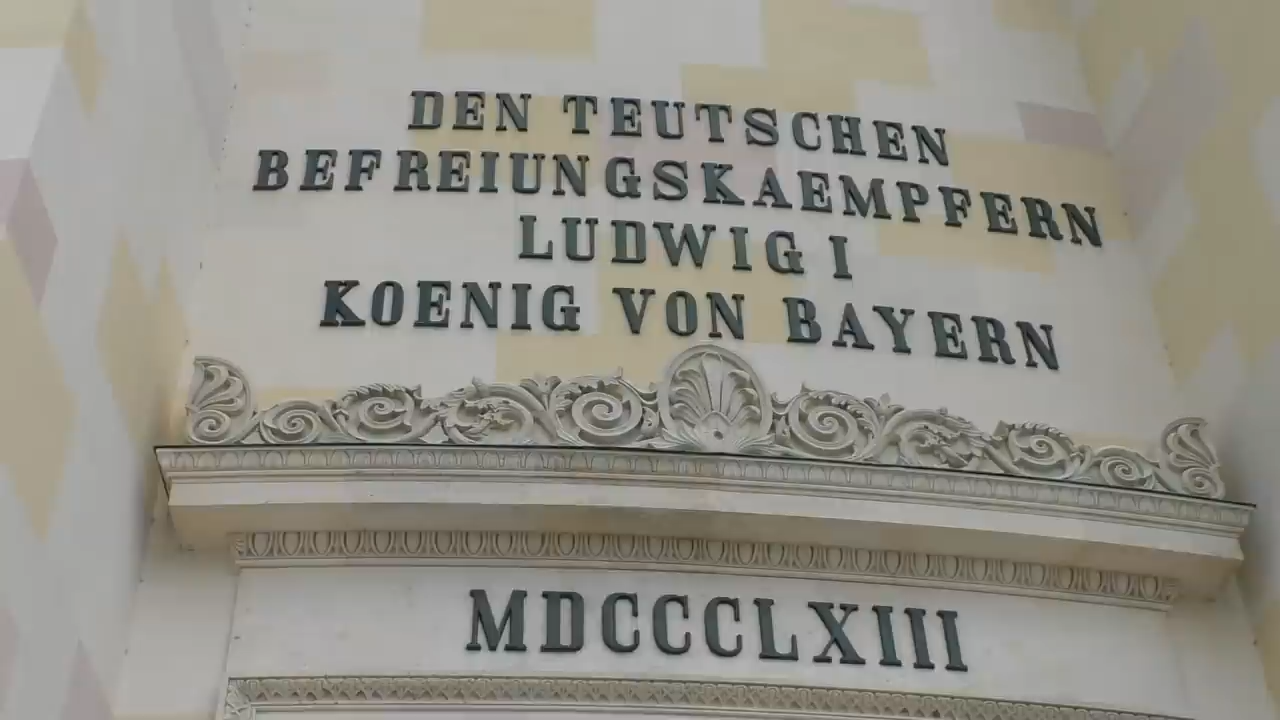 DEN TEUTSCHEN
BEFREIUNGSKAEMPFERN
LUDWIG I
KOENIG VON BAYERN
MDCCCLXIII